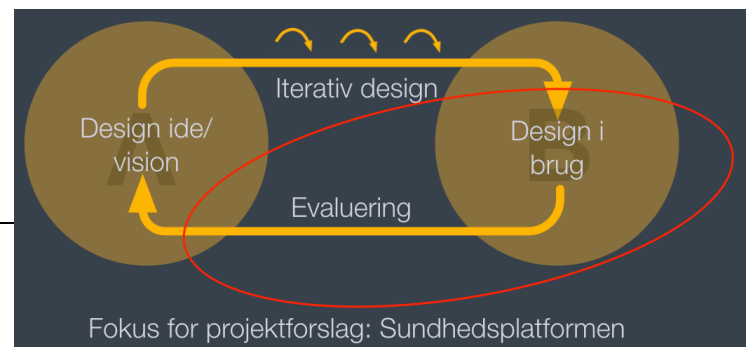 Iterativ design
A
Design ide/
vision
B
Design i
brug
Evaluering
Fokus for projektforslag: Sundhedsplatformen